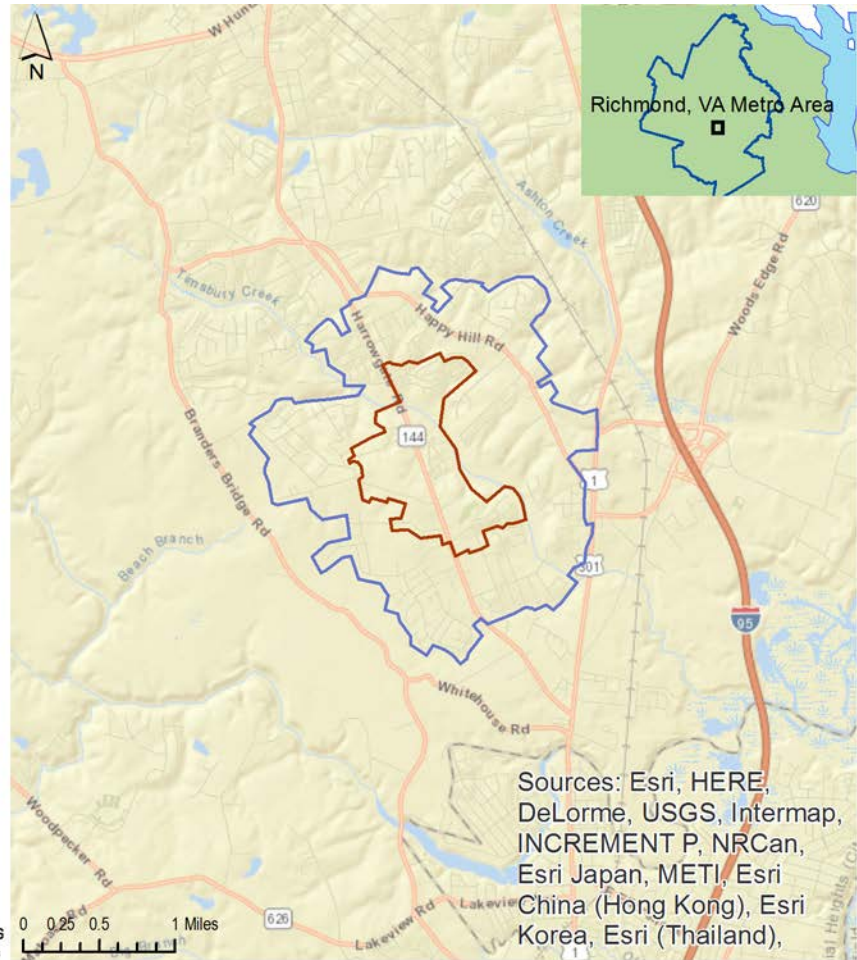 W Hun
N
Richmond, VA Metro Area
620
Ashton Creek
Woods Edge Rd
Timsbury Creek
Happy Hill Rd
Harrowgate Rd
144
Branders Bridge Rd
1
Beach Branch
301
95
Whitehouse Rd
Sources: Esri, HERE,
DeLorme, USGS, Intermap,
INCREMENT P, NRCan,
Esri Japan, METI, Esri
China (Hong Kong), Esri
Korea, Esri (Thailand),
Woodpecker Rd
626
Lakeview Rd
Lakeview
1
0 0.25 0.5 1 Miles